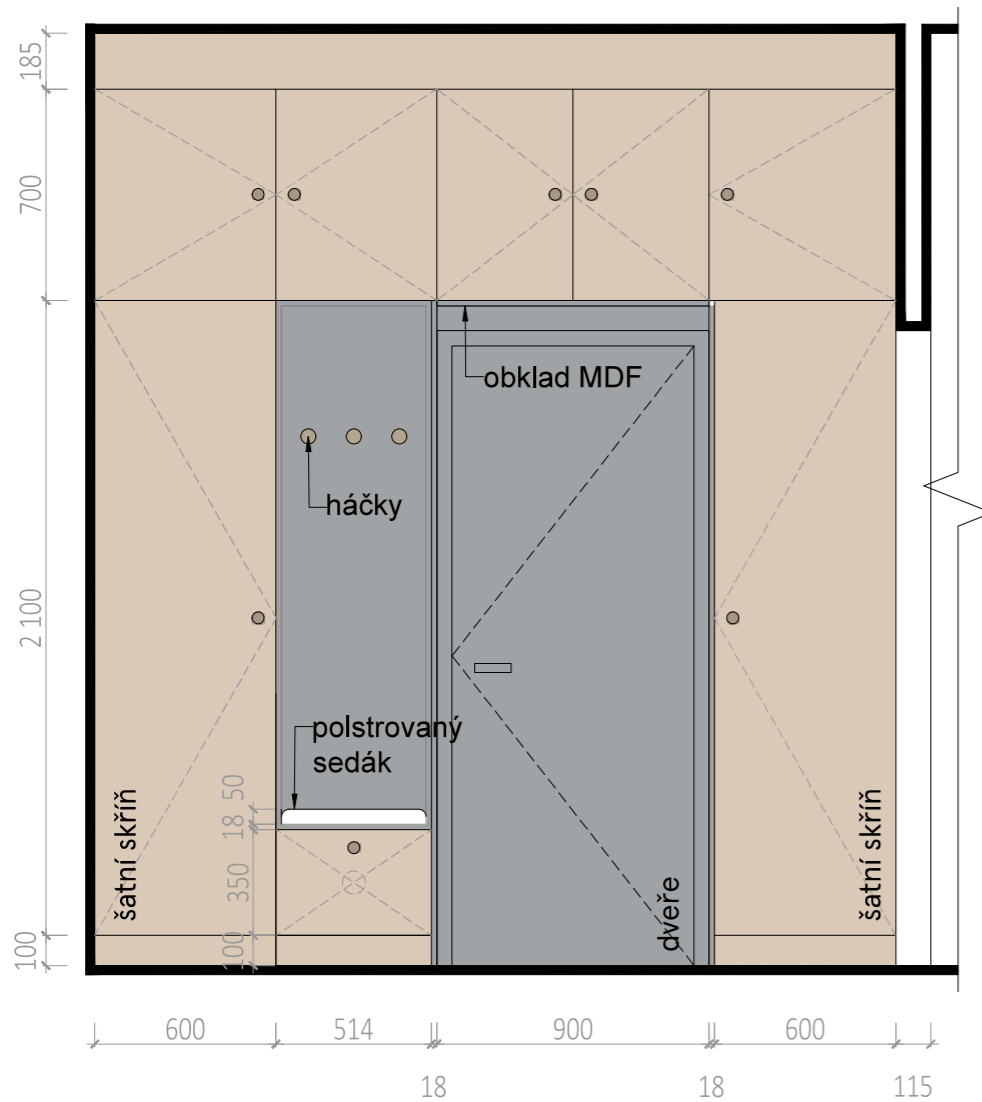 185
700
2 100
100
obklad MDF
háčky
polstrovaný
sedák
50
18
350
100
šatní skříň
dveře
šatní skříň
600
514
18
900
18
600
115